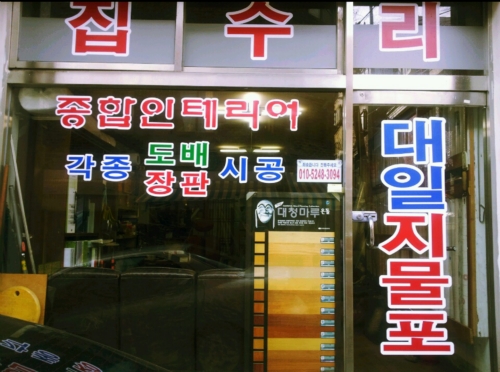 집수리
종합인테리어
각종 도배 장판 시공
010-5248-3094
대청마루
대일지물포